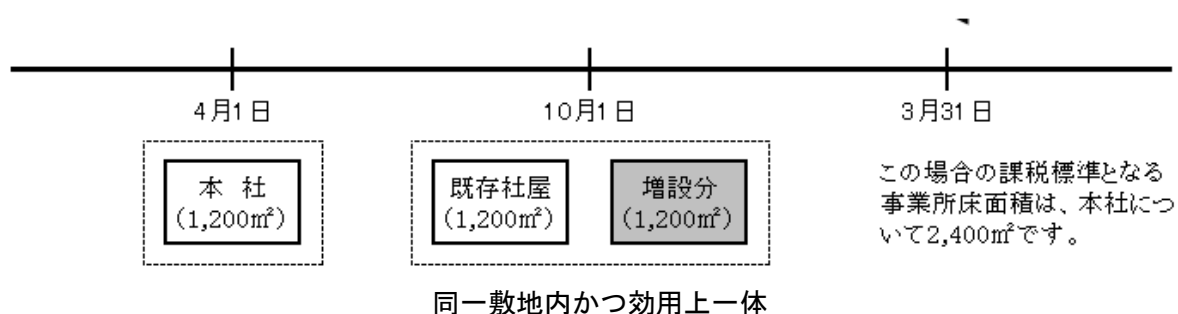 4月1日
10月1日
3月31日
本 社
(1,200㎡)
既存社屋
(1,200㎡)
増設分
(1,200㎡)
この場合の課税標準となる
事業所床面積は、本社につ
いて2,400㎡です。
同一敷地内かつ効用上一体